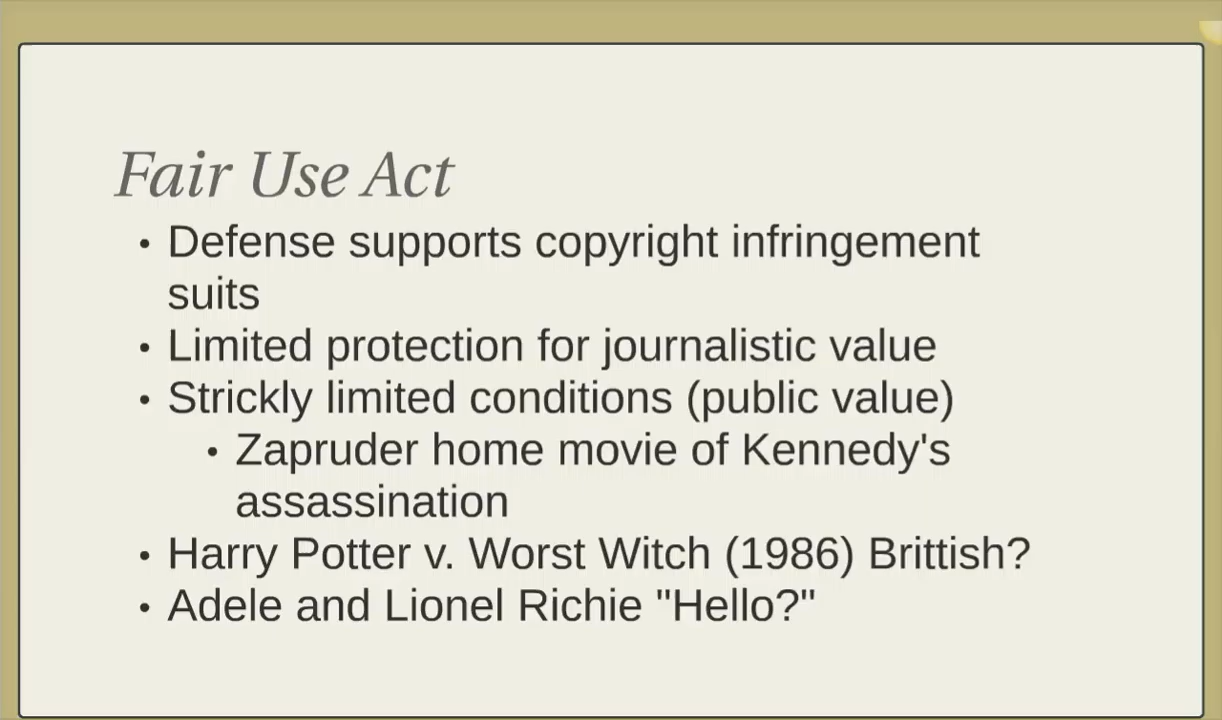 Fair Use Act
• Defense supports copyright infringement
suits
• Limited protection for journalistic value
• Strickly limited conditions (public value)
• Zapruder home movie of Kennedy's
assassination
• Harry Potter v. Worst Witch (1986) Brittish?
• Adele and Lionel Richie "Hello?"